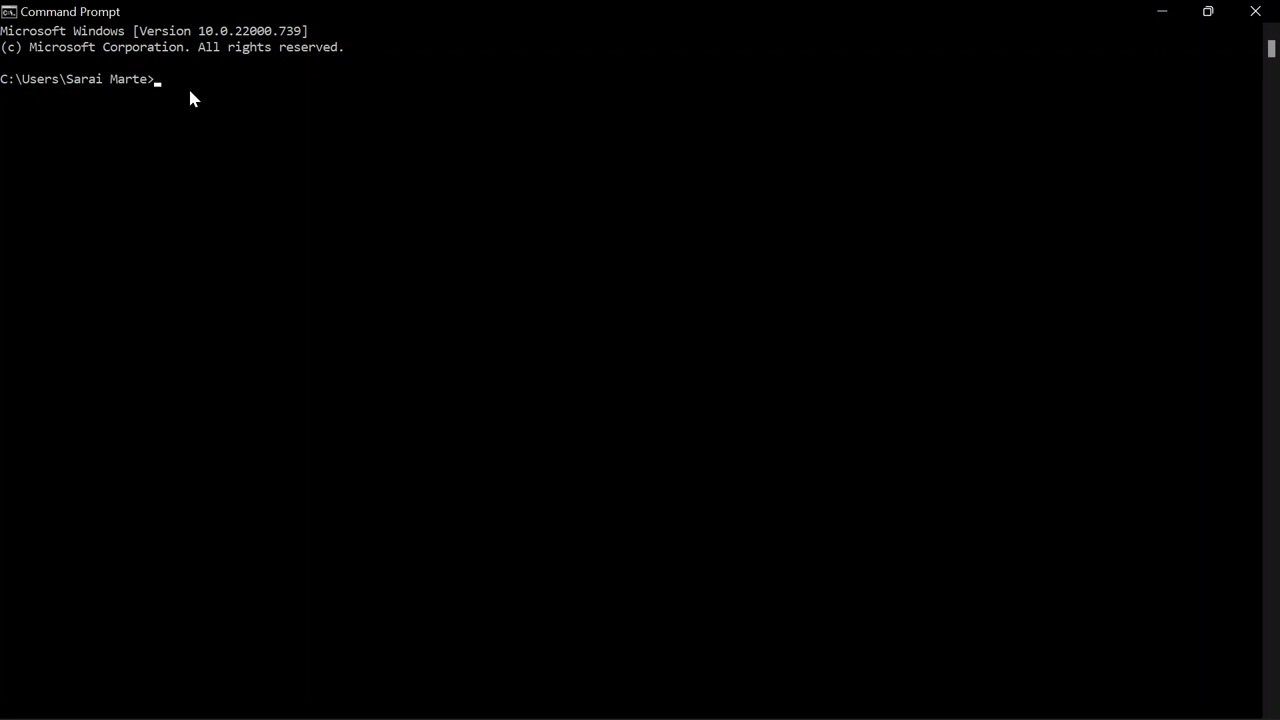 Command Prompt
Microsoft Windows [Version 10.0.22000.739]
(c) Microsoft Corporation. All rights reserved.
C:\Users\Sarai Marte>